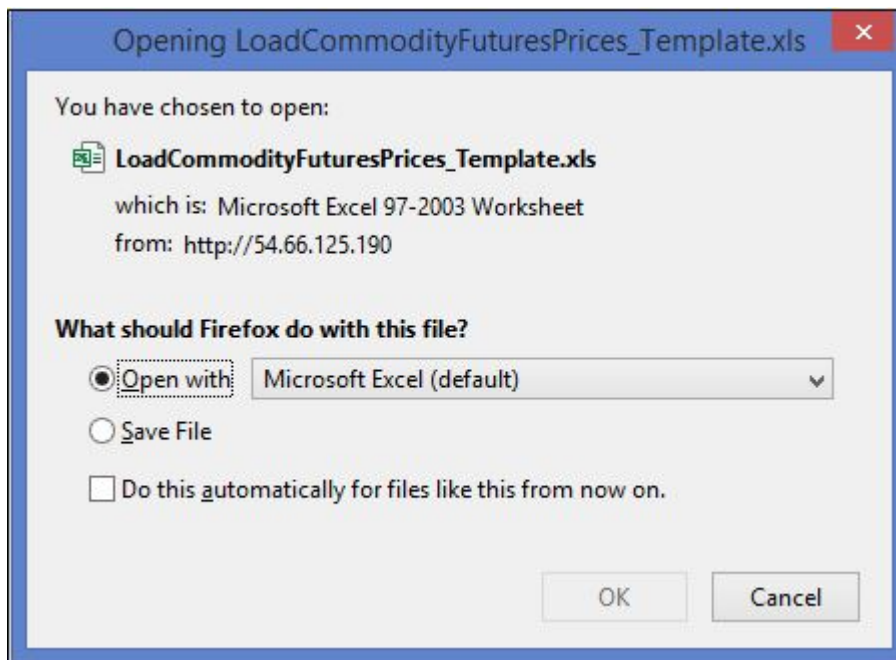 Opening LoadCommodityFuturesPrices_Template.xls
You have chosen to open:
LoadCommodityFuturesPrices_Template.xls
which is: Microsoft Excel 97-2003 Worksheet
from: http://54.66.125.190
What should Firefox do with this file?
Open with Microsoft Excel (default)
Save File
Do this automatically for files like this from now on.
OK Cancel